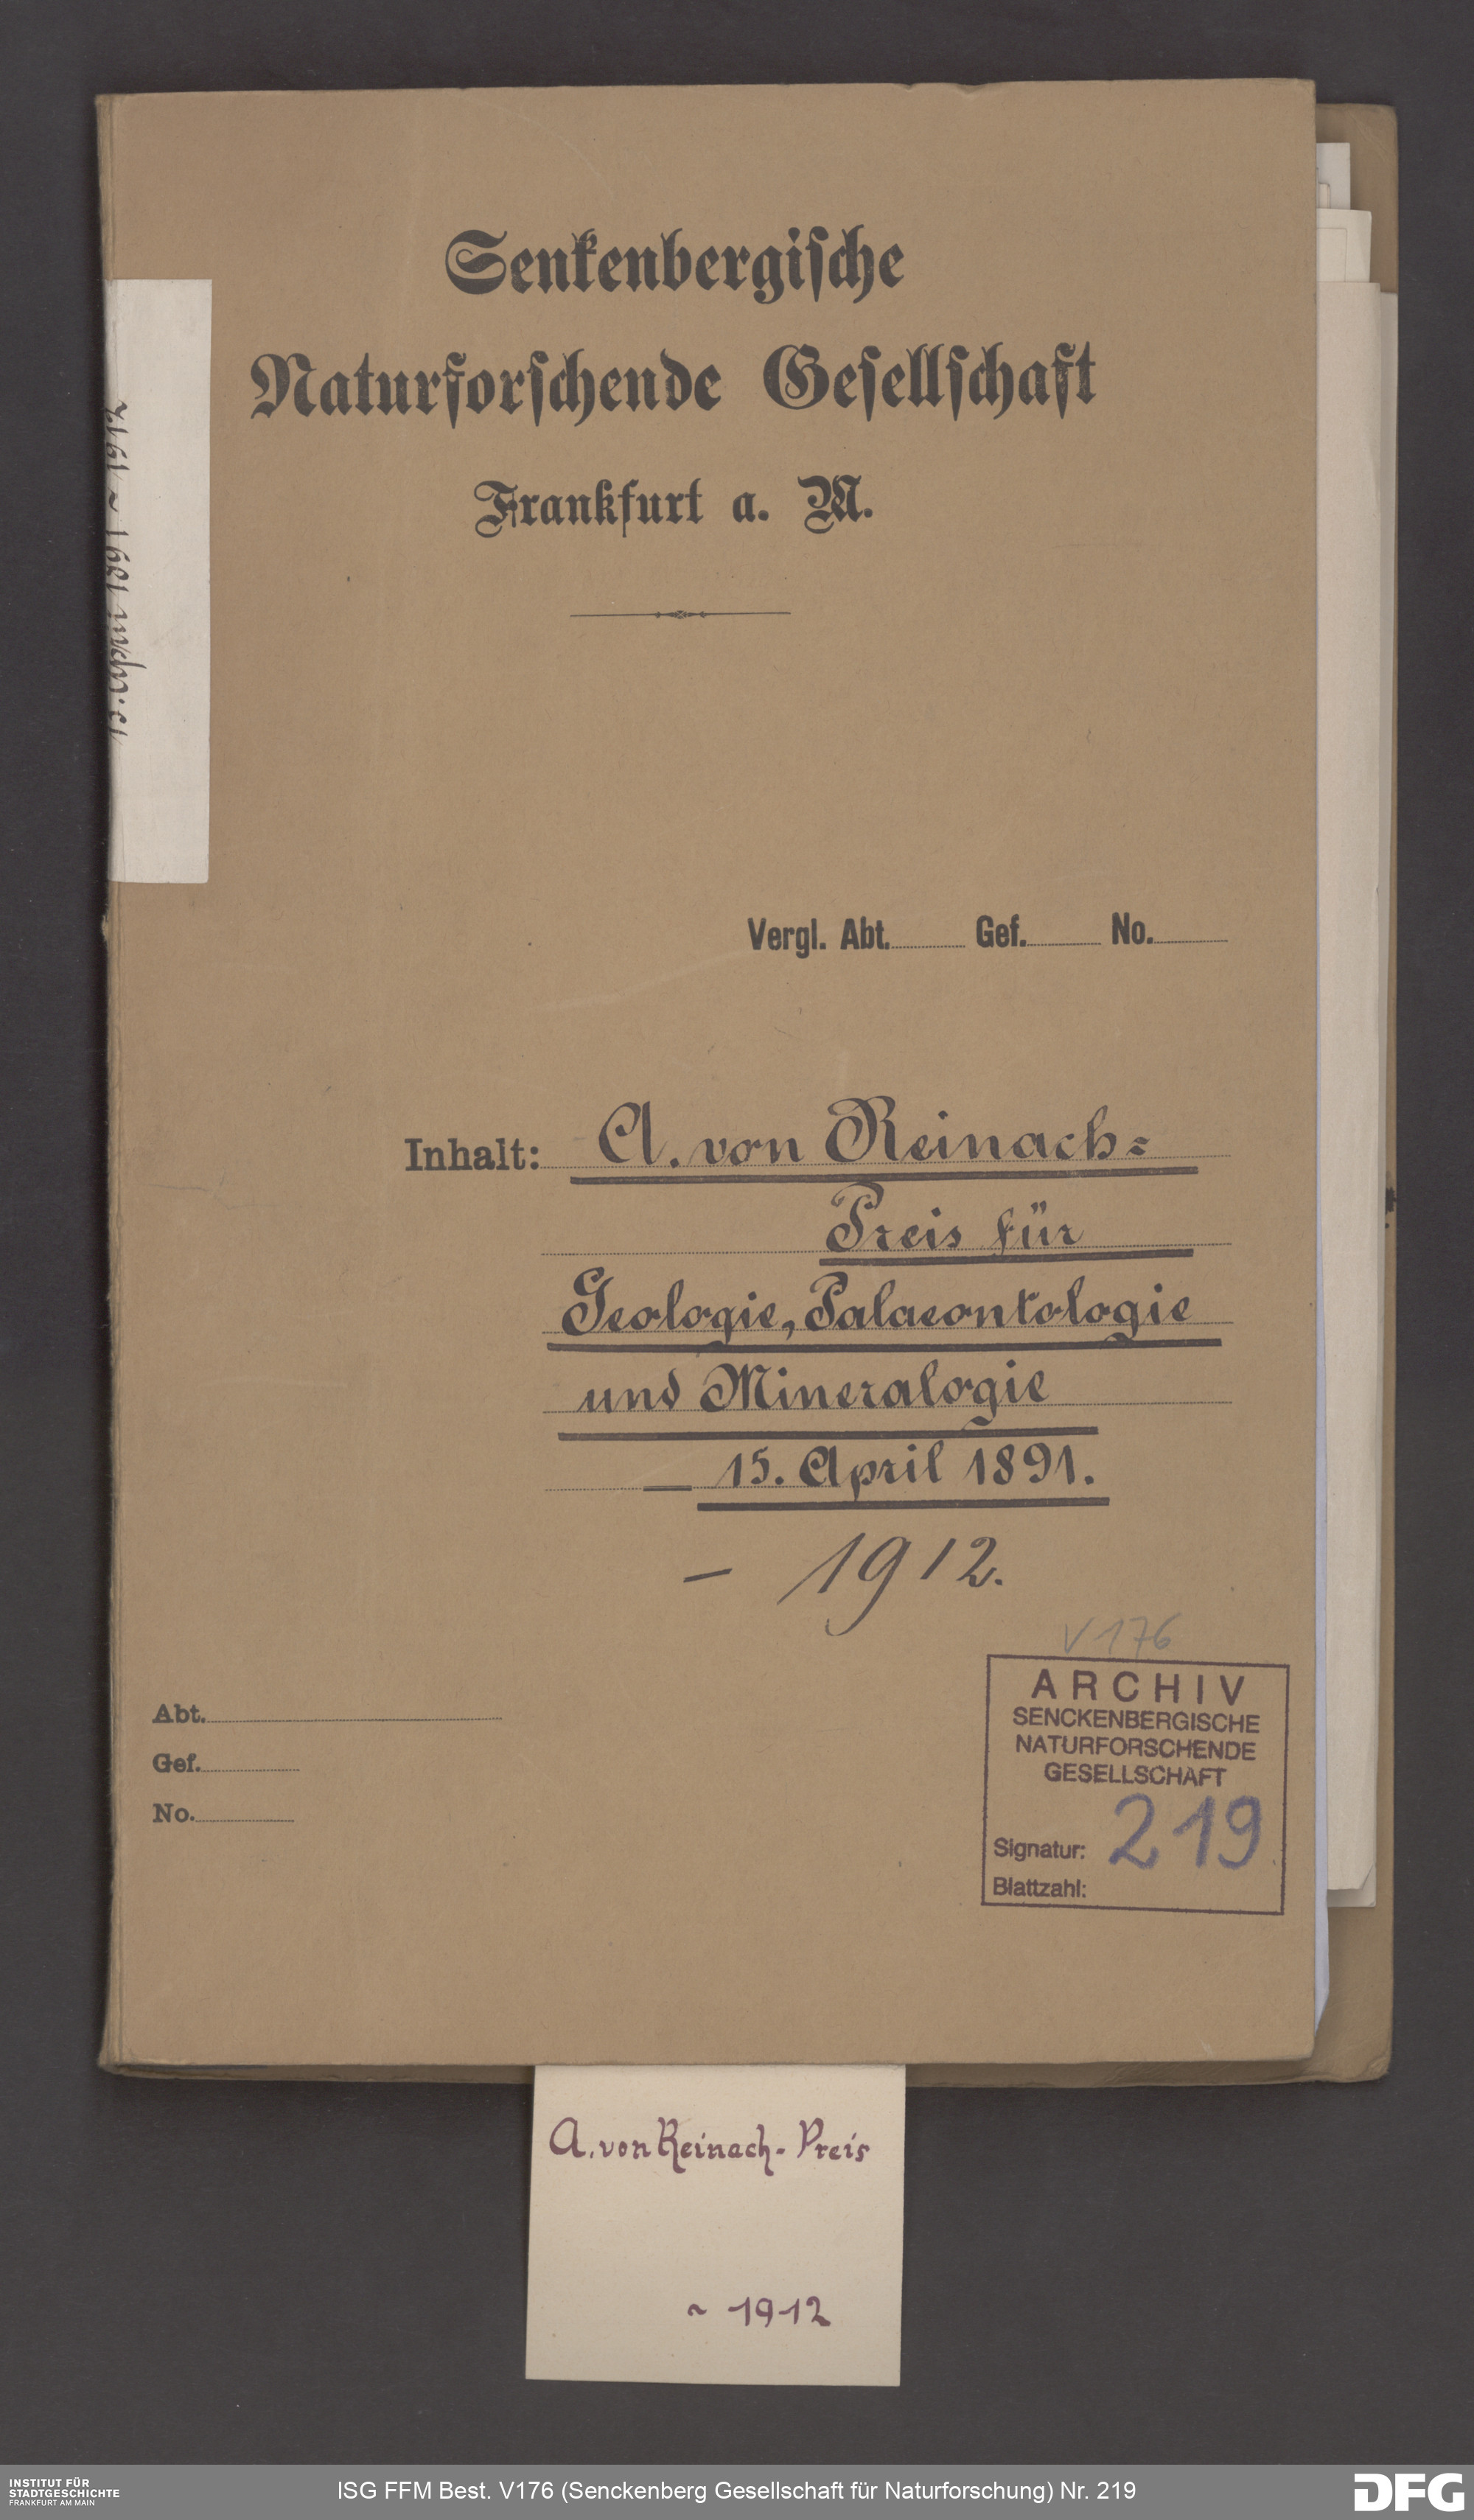 Senkenbergische
Naturforschende Gesellschaft
Frankfurt a. M.
15. April 1891 ~ 1912
Vergl. Abt. Gef. No.
Inhalt: A. von Reinach=
Preis für
Geologie, Palaeontologie
und Mineralogie
— 15. April 1891.
– 1912.
V 176
ARCHIV
SENCKENBERGISCHE
NATURFORSCHENDE
GESELLSCHAFT
Signatur: 219
Blattzahl:
Abt.
Gef.
No.
A. von Reinach-Preis
~ 1912
INSTITUT FÜR
STADTGESCHICHTE
FRANKFURT AM MAIN
ISG FFM Best. V176 (Senckenberg Gesellschaft für Naturforschung) Nr. 219
DFG